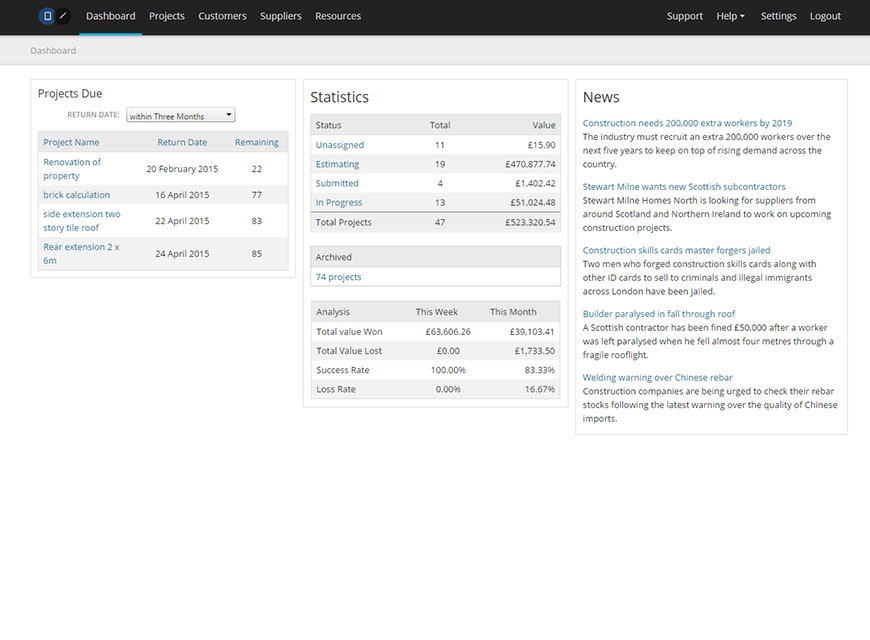 Dashboard Projects Customers Suppliers Resources Support Help Settings Logout
Dashboard
Projects Due
RETURN DATE: within Three Months
Project Name Return Date Remaining
Renovation of
property 20 February 2015 22
brick calculation 16 April 2015 77
side extension two
story tile roof 22 April 2015 83
Rear extension 2 x
6m 24 April 2015 85
Statistics
Status Total Value
Unassigned 11 £15.90
Estimating 19 £470,877.74
Submitted 4 £1,402.42
In Progress 13 £51,024.48
Total Projects 47 £523,320.54
Archived
74 projects
Analysis This Week This Month
Total value Won £63,606.26 £39,103.41
Total Value Lost £0.00 £1,733.50
Success Rate 100.00% 83.33%
Loss Rate 0.00% 16.67%
News
Construction needs 200,000 extra workers by 2019
The industry must recruit an extra 200,000 workers over the
next five years to keep on top of rising demand across the
country.
Stewart Milne wants new Scottish subcontractors
Stewart Milne Homes North is looking for suppliers from
around Scotland and Northern Ireland to work on upcoming
construction projects.
Construction skills cards master forgers jailed
Two men who forged construction skills cards along with
other ID cards to sell to criminals and illegal immigrants
across London have been jailed.
Builder paralysed in fall through roof
A Scottish contractor has been fined £50,000 after a worker
was left paralysed when he fell almost four metres through a
fragile rooflight.
Welding warning over Chinese rebar
Construction companies are being urged to check their rebar
stocks following the latest warning over the quality of Chinese
imports.